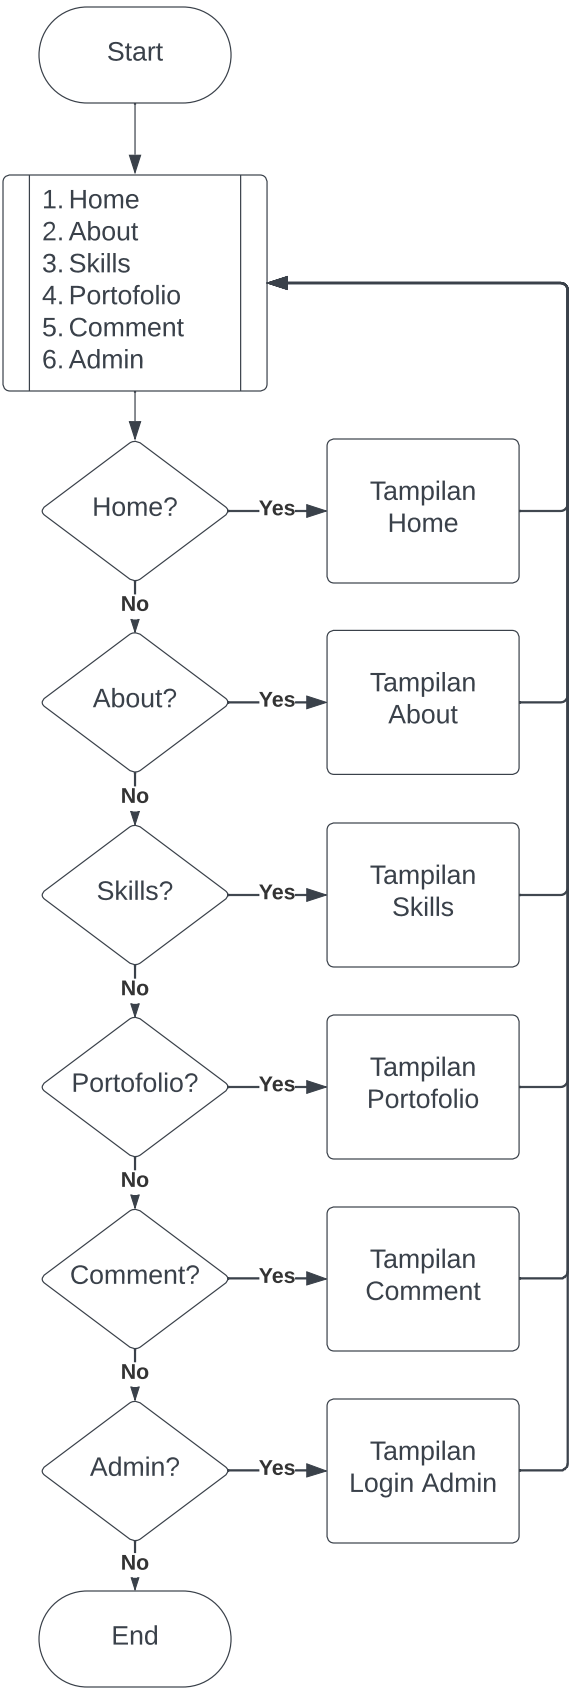 Start
1. Home
2. About
3. Skills
4. Portofolio
5. Comment
6. Admin
Home?
Yes
Tampilan
Home
No
About?
Yes
Tampilan
About
No
Skills?
Yes
Tampilan
Skills
No
Portofolio?
Yes
Tampilan
Portofolio
No
Comment?
Yes
Tampilan
Comment
No
Admin?
Yes
Tampilan
Login Admin
No
End